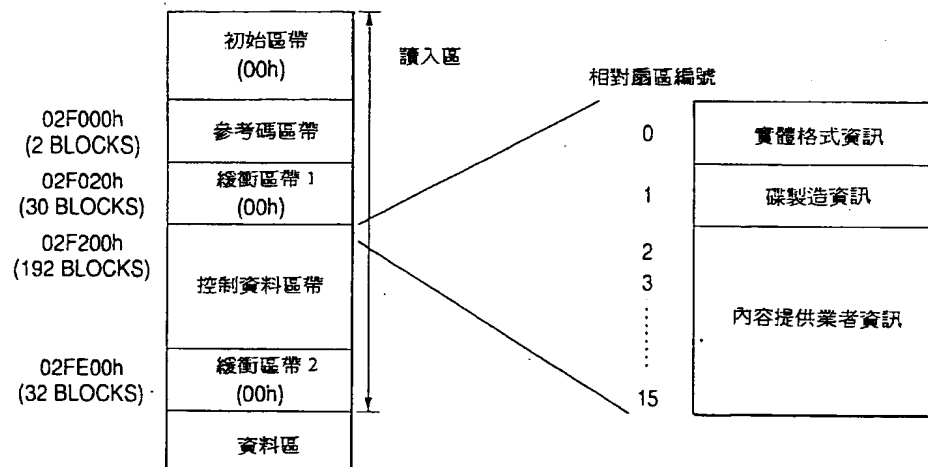 初始區帶
(00h)
讀入區
02F000h
(2 BLOCKS)
參考碼區帶
02F020h
(30 BLOCKS)
緩衝區帶 1
(00h)
02F200h
(192 BLOCKS)
控制資料區帶
02FE00h
(32 BLOCKS)
緩衝區帶 2
(00h)
資料區
相對扇區編號
0
實體格式資訊
1
碟製造資訊
2
3
內容提供業者資訊
15